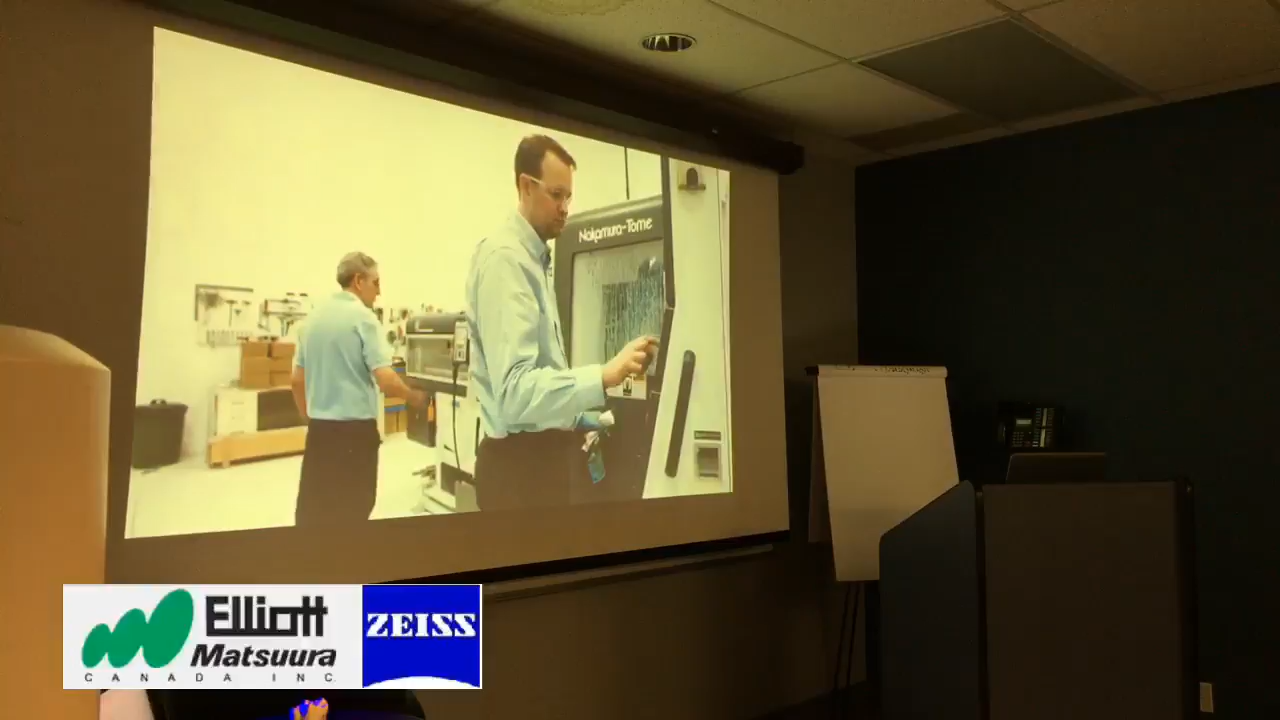 Nakamura-Tome
Elliott
Matsuura
CANADA INC
ZEISS